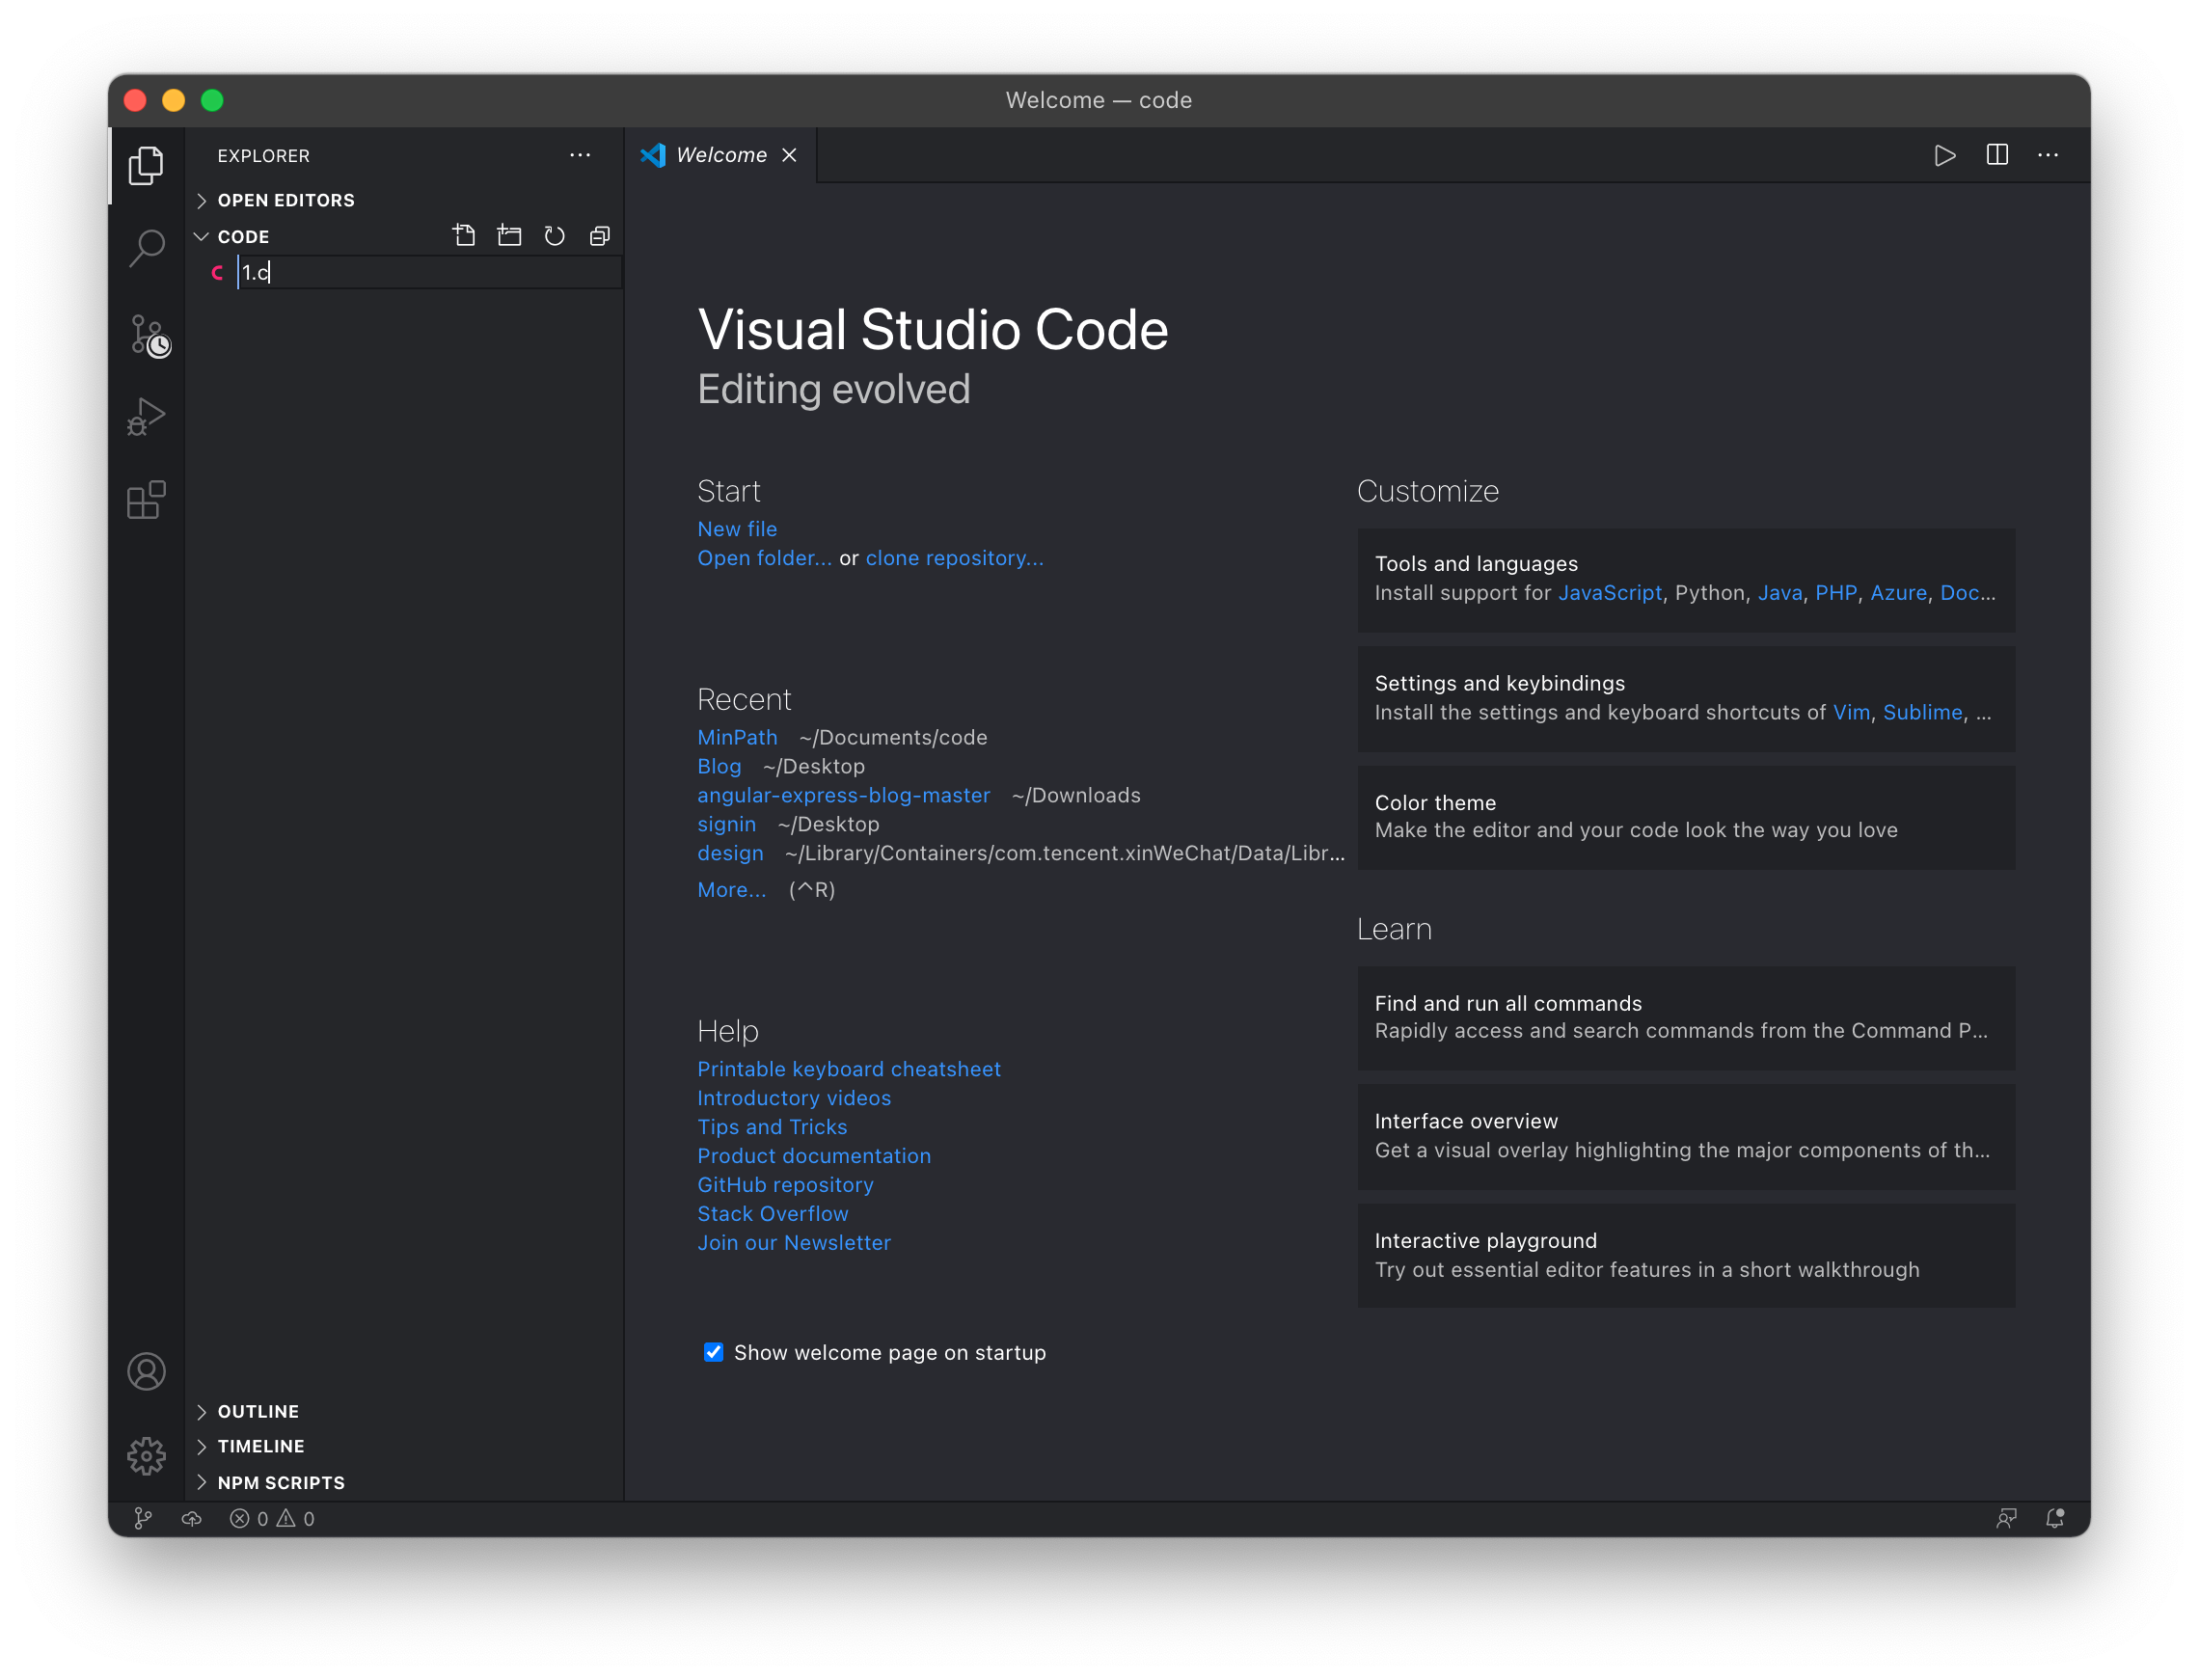 Welcome — code
EXPLORER
OPEN EDITORS
CODE
1.c
OUTLINE
TIMELINE
NPM SCRIPTS
Welcome
Visual Studio Code
Editing evolved
Start
New file
Open folder... or clone repository...
Recent
MinPath ~/Documents/code
Blog ~/Desktop
angular-express-blog-master ~/Downloads
signin ~/Desktop
design ~/Library/Containers/com.tencent.xinWeChat/Data/Libr...
More... (^R)
Help
Printable keyboard cheatsheet
Introductory videos
Tips and Tricks
Product documentation
GitHub repository
Stack Overflow
Join our Newsletter
Show welcome page on startup
Customize
Tools and languages
Install support for JavaScript, Python, Java, PHP, Azure, Doc...
Settings and keybindings
Install the settings and keyboard shortcuts of Vim, Sublime, ...
Color theme
Make the editor and your code look the way you love
Learn
Find and run all commands
Rapidly access and search commands from the Command P...
Interface overview
Get a visual overlay highlighting the major components of th...
Interactive playground
Try out essential editor features in a short walkthrough
0 0